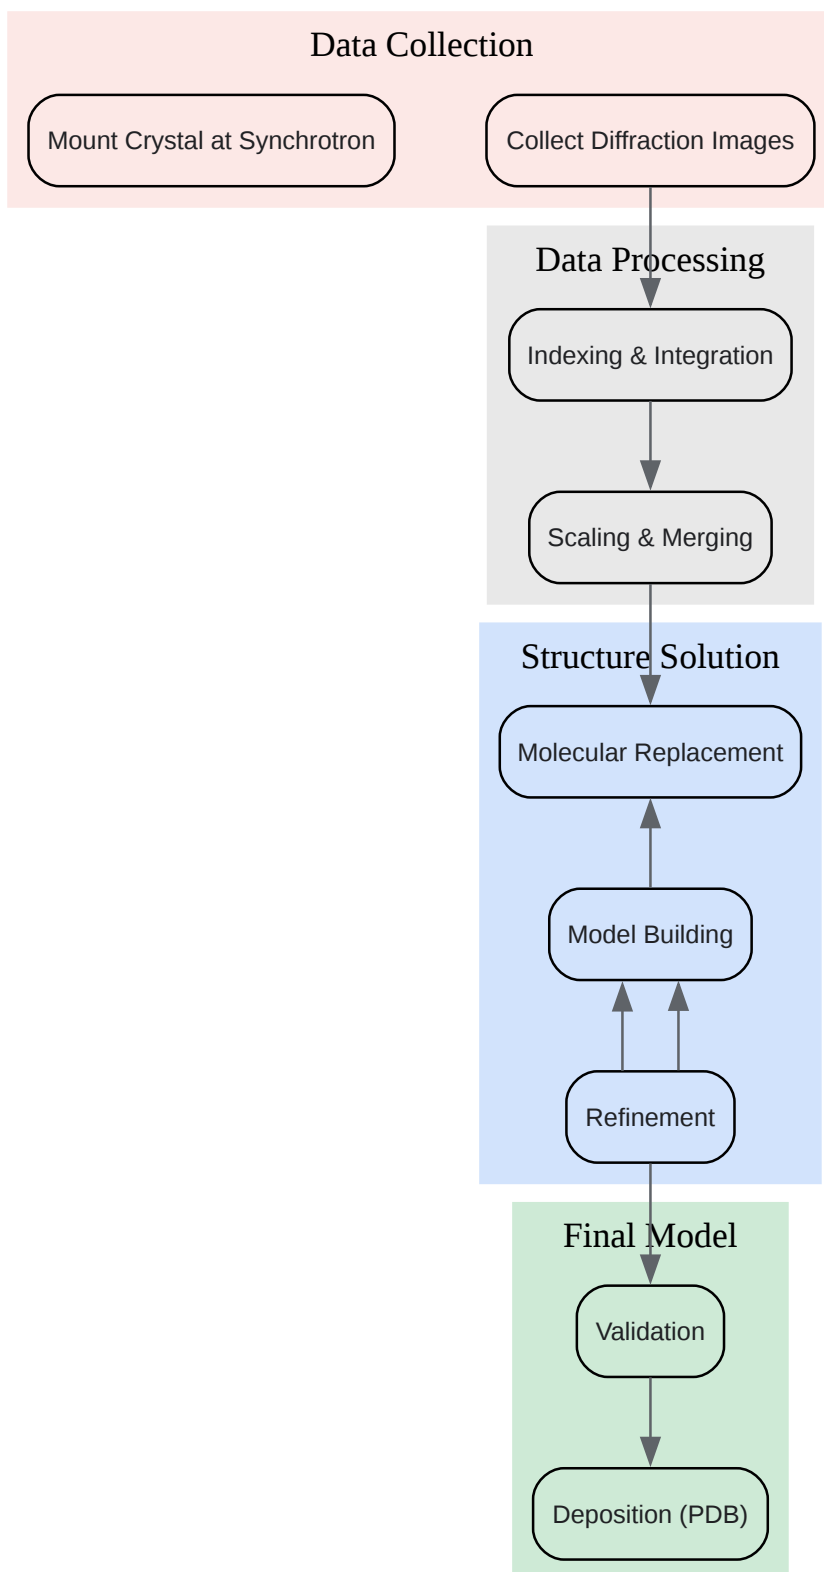 Data Collection
Mount Crystal at Synchrotron
Collect Diffraction Images
Data Processing
Indexing & Integration
Scaling & Merging
Structure Solution
Molecular Replacement
Model Building
Refinement
Final Model
Validation
Deposition (PDB)